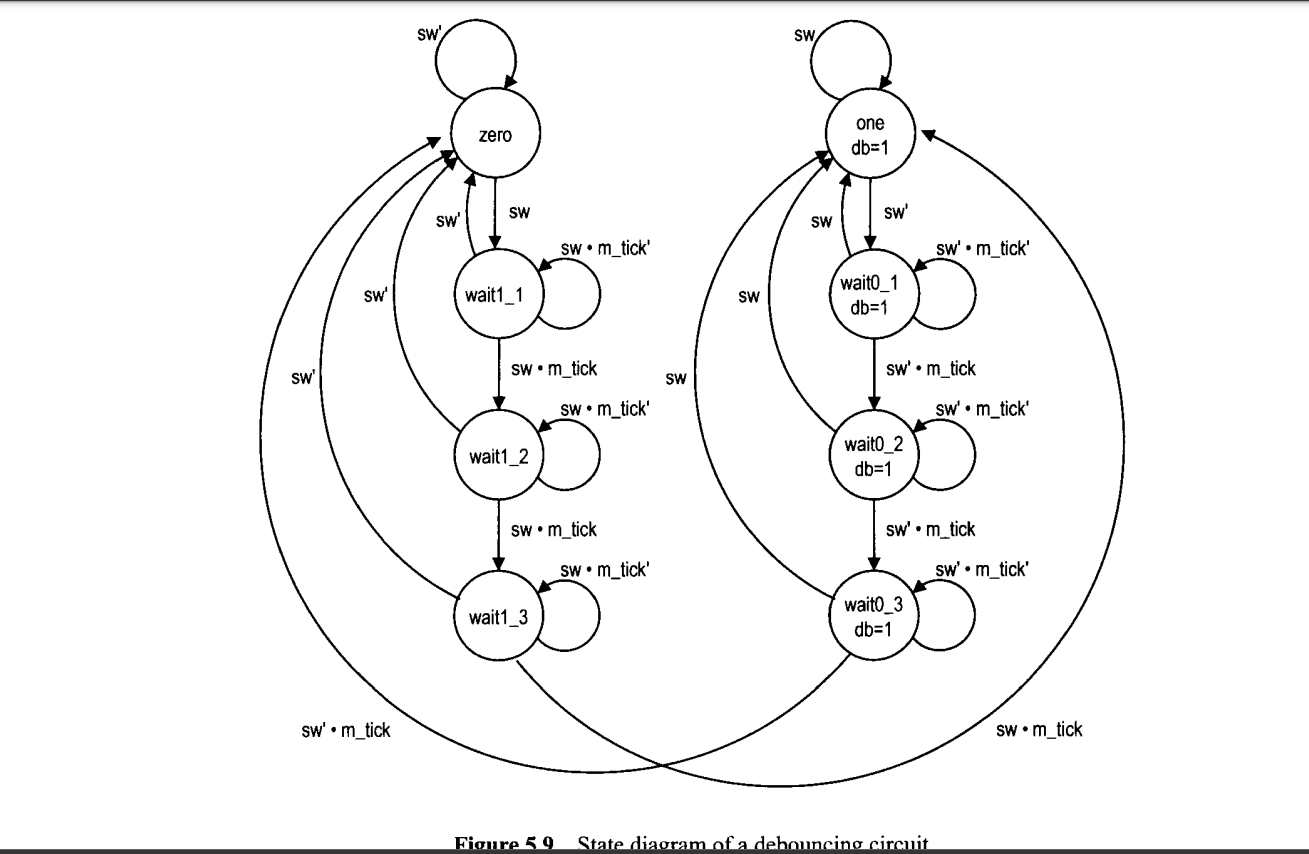 sw'
sw
zero
one
db=1
sw'
sw
sw
sw'
sw • m_tick'
sw' • m_tick'
wait1_1
wait0_1
db=1
sw'
sw
sw • m_tick
sw' • m_tick
sw'
sw
sw • m_tick'
sw' • m_tick'
wait1_2
wait0_2
db=1
sw • m_tick
sw' • m_tick
sw • m_tick'
sw' • m_tick'
wait1_3
wait0_3
db=1
sw' • m_tick
sw • m_tick
Figure 5.9 State diagram of a debouncing circuit